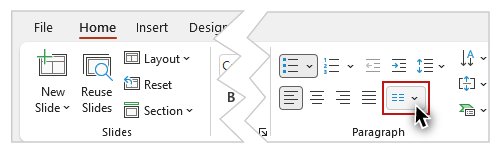 File Home Insert Desig
New Slide
Reuse Slides
Layout
Reset
Section
B
Slides
Paragraph